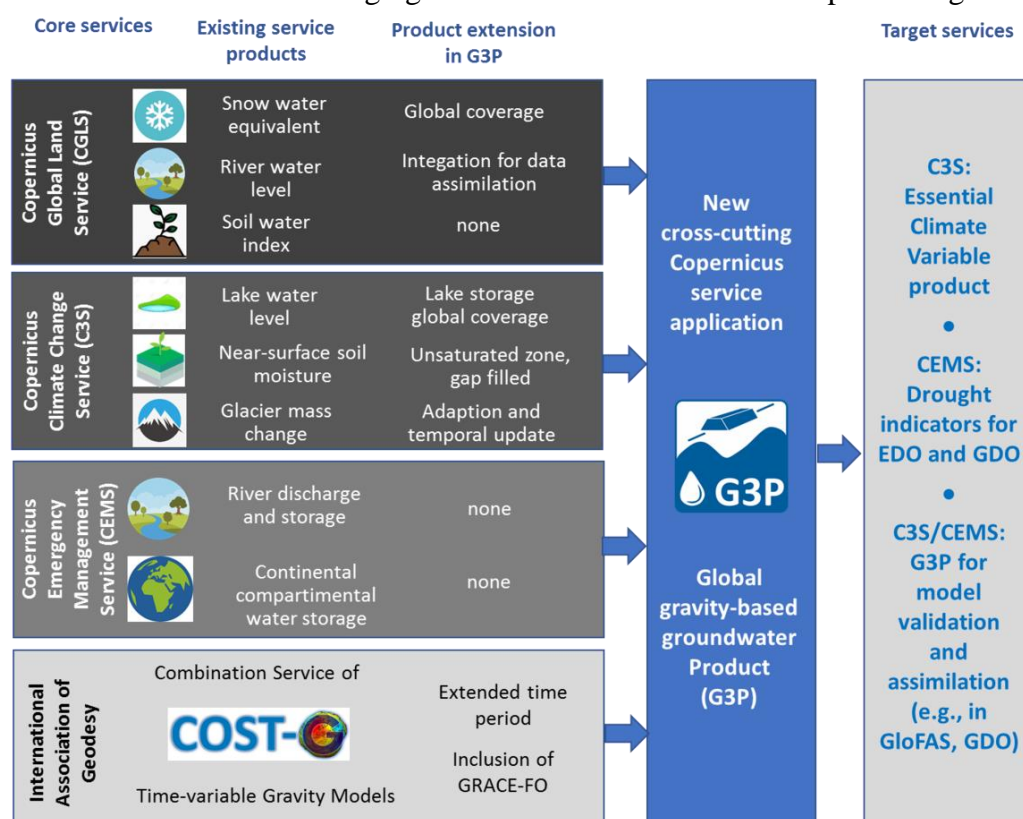 Core services
Existing service
products
Product extension
in G3P
Target services
Copernicus
Global Land
Service (CGLS)
Snow water
equivalent
Global coverage
River water
level
Integation for data
assimilation
Soil water
index
none
Copernicus
Climate Change
Service (C3S)
Lake water
level
Lake storage
global coverage
Near-surface soil
moisture
Unsaturated zone,
gap filled
Glacier mass
change
Adaption and
temporal update
Copernicus
Emergency
Management
Service (CEMS)
River discharge
and storage
none
Continental
compartimental
water storage
none
International
Association of
Geodesy
Combination Service of
COST-G
Time-variable Gravity Models
Extended time
period
Inclusion of
GRACE-FO
New
cross-cutting
Copernicus
service
application
G3P
Global
gravity-based
groundwater
Product
(G3P)
C3S:
Essential
Climate
Variable
product
•
CEMS:
Drought
indicators for
EDO and GDO
•
C3S/CEMS:
G3P for
model
validation
and
assimilation
(e.g., in
GloFAS, GDO)